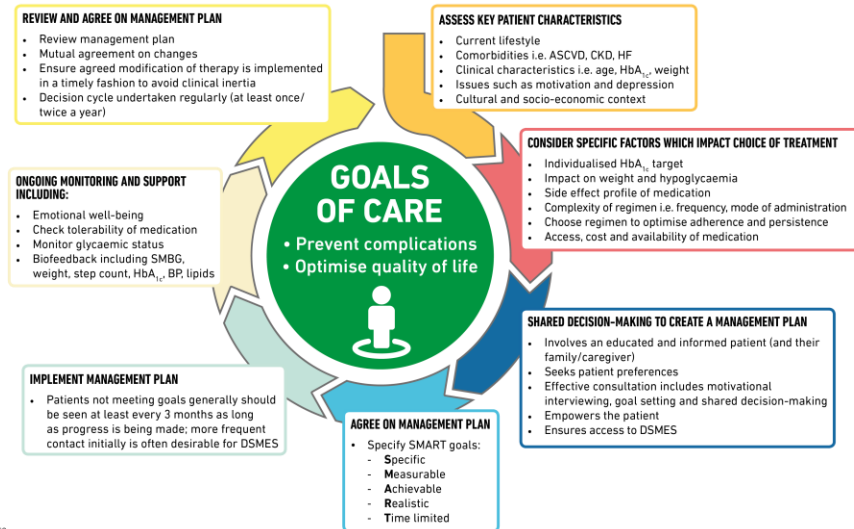 REVIEW AND AGREE ON MANAGEMENT PLAN
• Review management plan
• Mutual agreement on changes
• Ensure agreed modification of therapy is implemented
in a timely fashion to avoid clinical inertia
• Decision cycle undertaken regularly (at least once/
twice a year)
ASSESS KEY PATIENT CHARACTERISTICS
• Current lifestyle
• Comorbidities i.e. ASCVD, CKD, HF
• Clinical characteristics i.e. age, HbA1c, weight
• Issues such as motivation and depression
• Cultural and socio-economic context
CONSIDER SPECIFIC FACTORS WHICH IMPACT CHOICE OF TREATMENT
• Individualised HbA1c target
• Impact on weight and hypoglycaemia
• Side effect profile of medication
• Complexity of regimen i.e. frequency, mode of administration
• Choose regimen to optimise adherence and persistence
• Access, cost and availability of medication
SHARED DECISION-MAKING TO CREATE A MANAGEMENT PLAN
• Involves an educated and informed patient (and their
family/caregiver)
• Seeks patient preferences
• Effective consultation includes motivational
interviewing, goal setting and shared decision-making
• Empowers the patient
• Ensures access to DSMES
AGREE ON MANAGEMENT PLAN
• Specify SMART goals:
- Specific
- Measurable
- Achievable
- Realistic
- Time limited
IMPLEMENT MANAGEMENT PLAN
• Patients not meeting goals generally should
be seen at least every 3 months as long
as progress is being made; more frequent
contact initially is often desirable for DSMES
ONGOING MONITORING AND SUPPORT
INCLUDING:
• Emotional well-being
• Check tolerability of medication
• Monitor glycaemic status
• Biofeedback including SMBG,
weight, step count, HbA1c, BP, lipids
GOALS
OF CARE
• Prevent complications
• Optimise quality of life